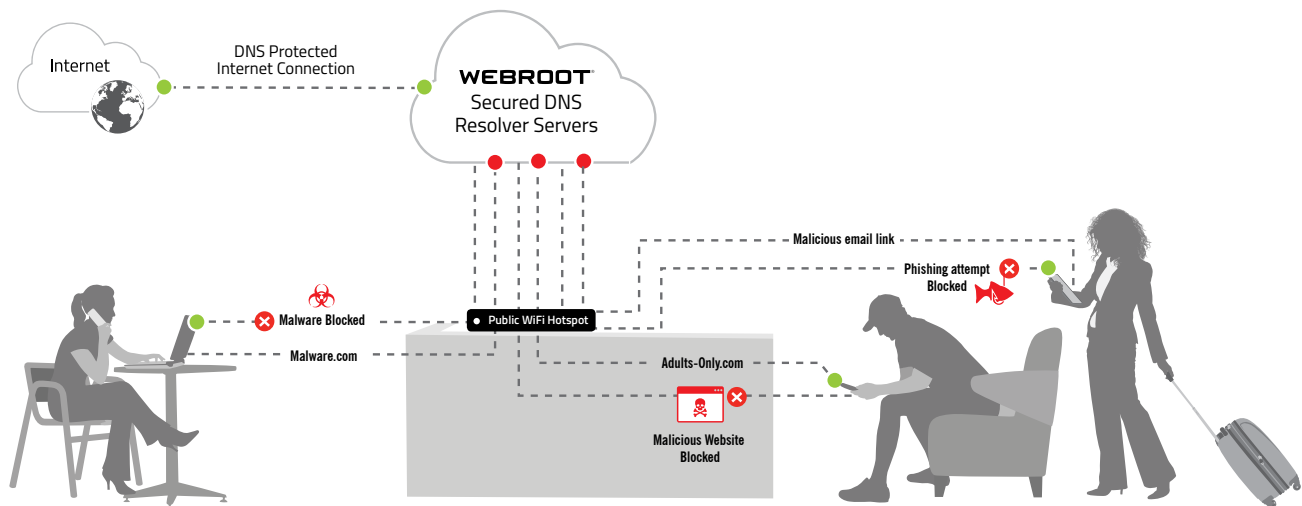 Internet
DNS Protected
Internet Connection
WEBROOT
Secured DNS
Resolver Servers
Malicious email link
Phishing attempt
Blocked
Malware Blocked
Public WiFi Hotspot
Malware.com
Adults-Only.com
Malicious Website
Blocked